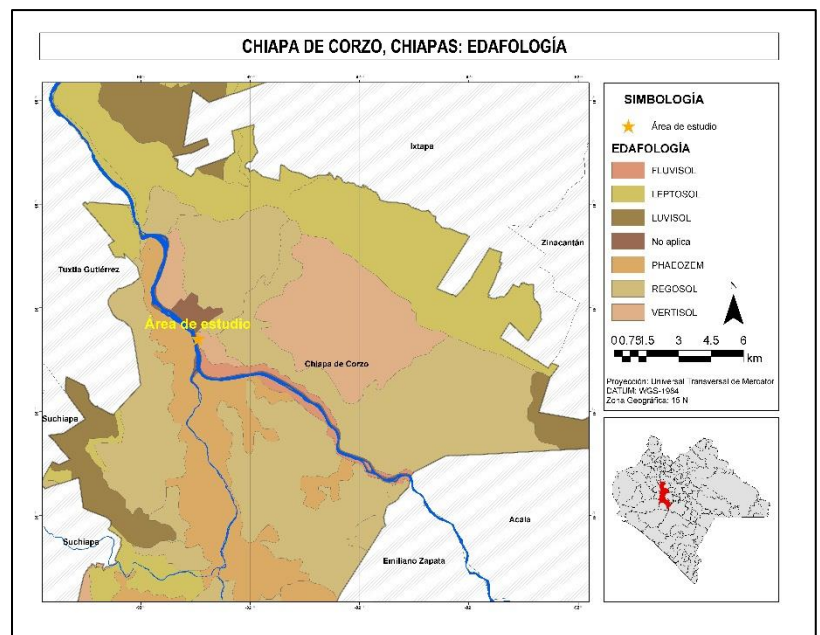 CHIAPA DE CORZO, CHIAPAS: EDAFOLOGÍA
Ixtapa
Zinacantán
Tuxtla Gutiérrez
Área de estudio
Chiapa de Corzo
Suchiapa
Suchiapa
Acala
Emiliano Zapata
SIMBOLOGÍA
Área de estudio
EDAFOLOGÍA
FLUVISOL
LEPTOSOL
LUVISOL
No aplica
PHAEOZEM
REGOSOL
VERTISOL
0 0.75 1.5 3 4.5 6
km
Proyección: Universal Transversal de Mercator
DATUM: WGS-1984
Zona Geográfica: 15 N